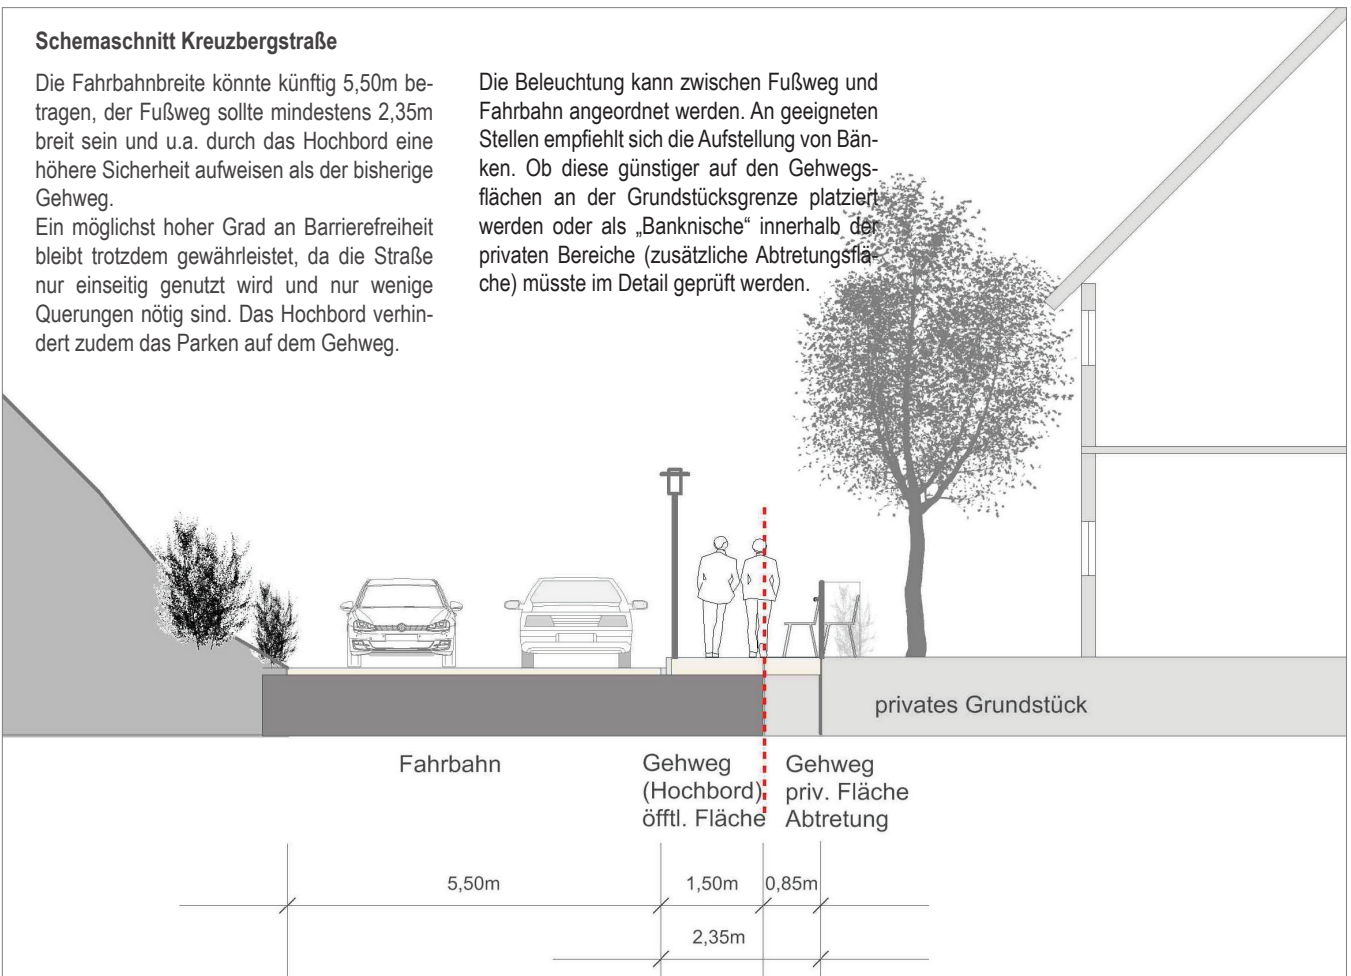 Schemaschnitt Kreuzbergstraße
Die Fahrbahnbreite könnte künftig 5,50m be-
tragen, der Fußweg sollte mindestens 2,35m
breit sein und u.a. durch das Hochbord eine
höhere Sicherheit aufweisen als der bisherige
Gehweg.
Ein möglichst hoher Grad an Barrierefreiheit
bleibt trotzdem gewährleistet, da die Straße
nur einseitig genutzt wird und nur wenige
Querungen nötig sind. Das Hochbord verhin-
dert zudem das Parken auf dem Gehweg.
Die Beleuchtung kann zwischen Fußweg und
Fahrbahn angeordnet werden. An geeigneten
Stellen empfiehlt sich die Aufstellung von Bän-
ken. Ob diese günstiger auf den Gehwegs-
flächen an der Grundstücksgrenze platziert
werden oder als „Banknische“ innerhalb der
privaten Bereiche (zusätzliche Abtretungsflä-
che) müsste im Detail geprüft werden.
privates Grundstück
Fahrbahn
Gehweg
(Hochbord)
öfftl. Fläche
Gehweg
priv. Fläche
Abtretung
5,50m
1,50m
0,85m
2,35m